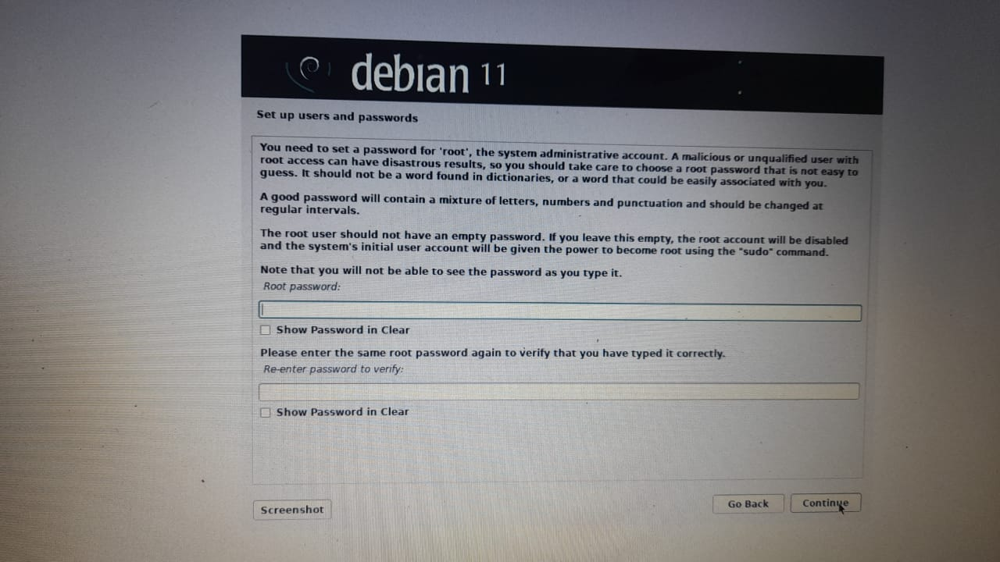 debian 11
Set up users and passwords
You need to set a password for 'root', the system administrative account. A malicious or unqualified user with
root access can have disastrous results, so you should take care to choose a root password that is not easy to
guess. It should not be a word found in dictionaries, or a word that could be easily associated with you.
A good password will contain a mixture of letters, numbers and punctuation and should be changed at
regular intervals.
The root user should not have an empty password. If you leave this empty, the root account will be disabled
and the system's initial user account will be given the power to become root using the "sudo" command.
Note that you will not be able to see the password as you type it.
Root password:
Show Password in Clear
Please enter the same root password again to verify that you have typed it correctly.
Re-enter password to verify:
Show Password in Clear
Screenshot
Go Back
Continue